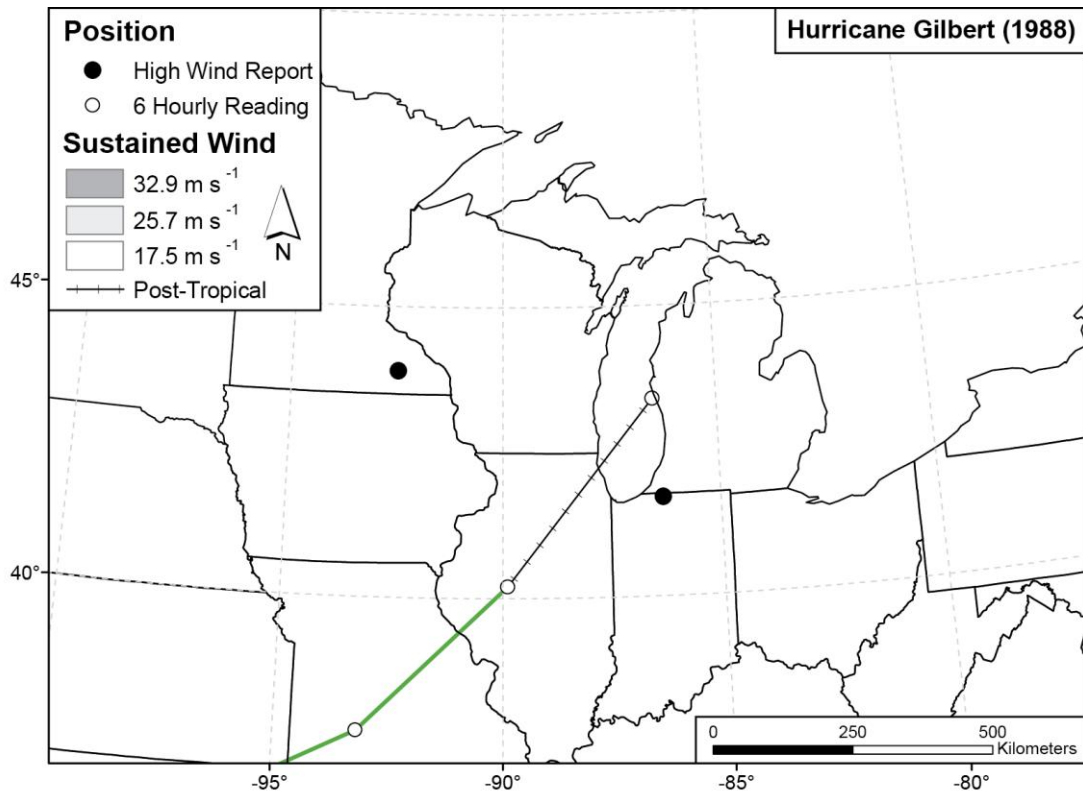 Position
High Wind Report
6 Hourly Reading
Sustained Wind
32.9 m s -1
25.7 m s -1
17.5 m s -1
N
Post-Tropical
Hurricane Gilbert (1988)
45°
40°
0 250 500
Kilometers
-95° -90° -85° -80°